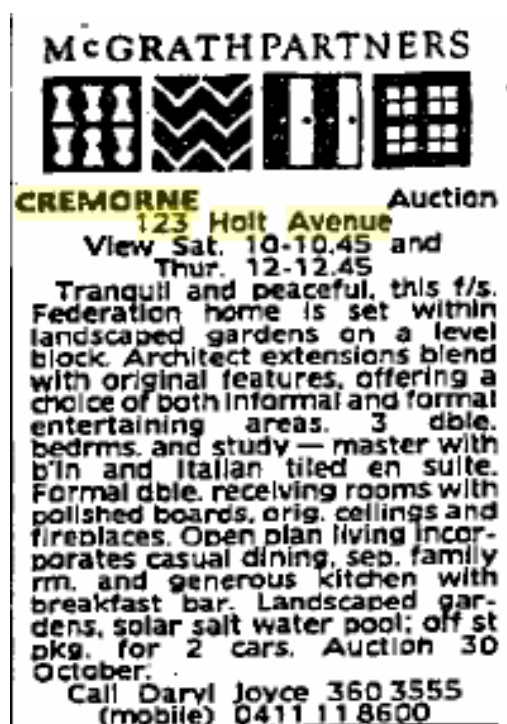 McGRATHPARTNERS
CREMORNE Auction
123 Holt Avenue
View Sat. 10-10.45 and
Thur. 12-12.45
Tranquil and peaceful, this f/s.
Federation home is set within
landscaped gardens on a level
block. Architect extensions blend
with original features, offering a
choice of both informal and formal
entertaining areas. 3 dble.
bedrms. and study — master with
b'in and Italian tiled en suite.
Formal dble. receiving rooms with
polished boards, orig. ceilings and
fireplaces. Open plan living incor-
porates casual dining, sep. family
rm. and generous kitchen with
breakfast bar. Landscaped gar-
dens, solar salt water pool; off st
pkg. for 2 cars. Auction 30
October.
Call Daryl Joyce 360 3555
(mobile) 0411 11 8600